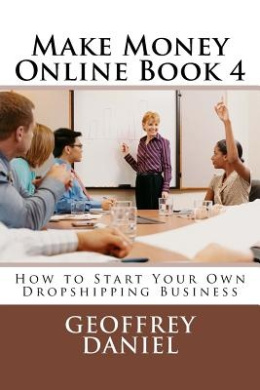 Make Money
Online Book 4
How to Start Your Own
Dropshipping Business
GEOFFREY
DANIEL